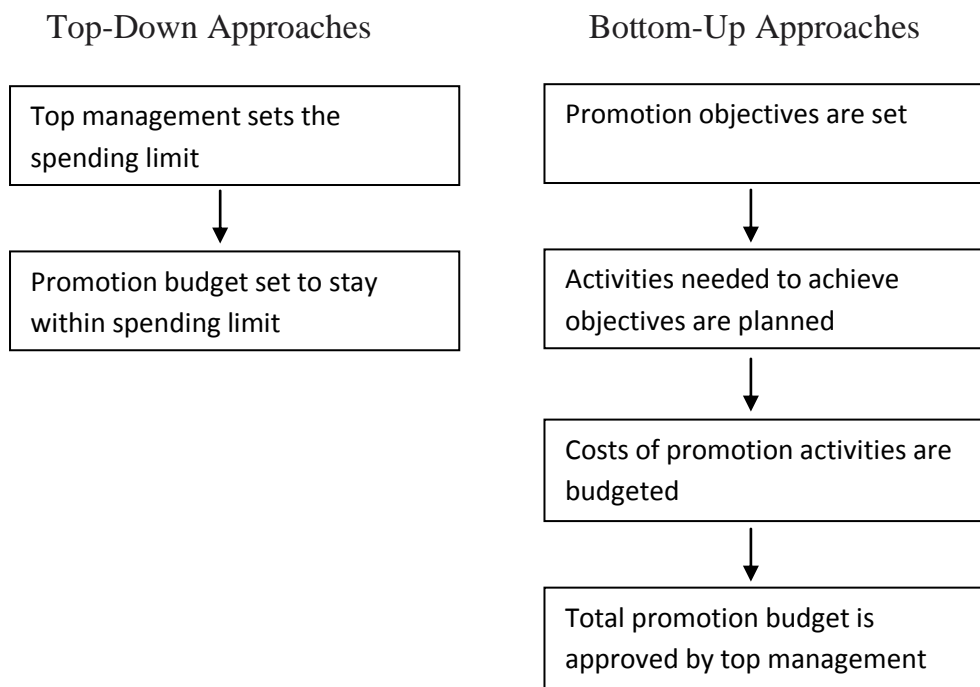 Top-Down Approaches
Top management sets the
spending limit
Promotion budget set to stay
within spending limit
Bottom-Up Approaches
Promotion objectives are set
Activities needed to achieve
objectives are planned
Costs of promotion activities are
budgeted
Total promotion budget is
approved by top management